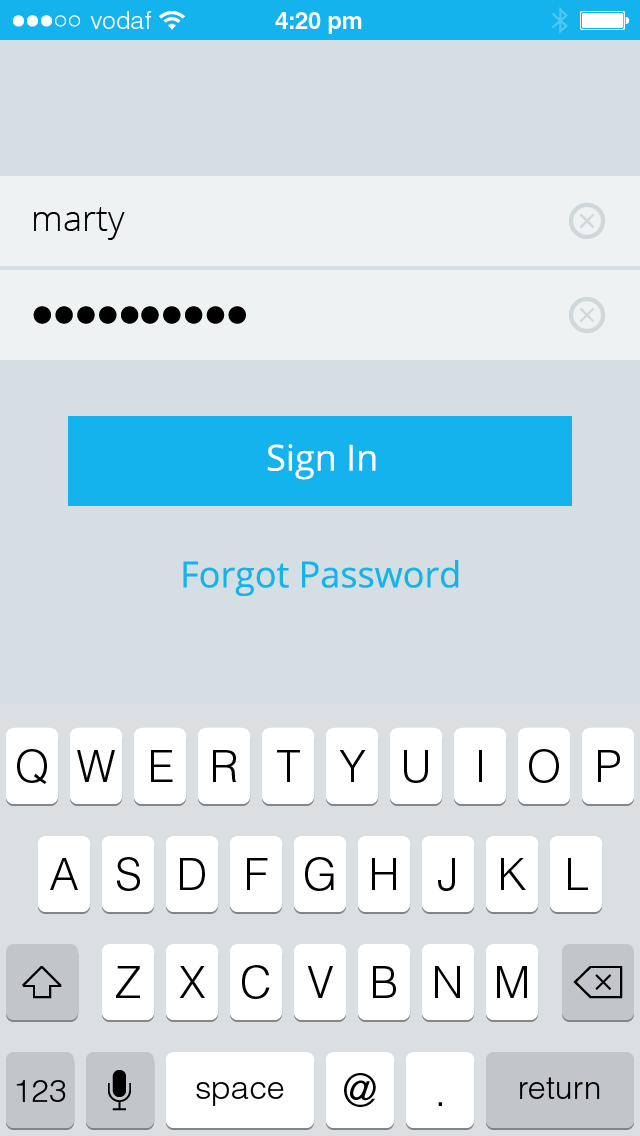 vodaf 4:20 pm
marty
●●●●●●●●●●
Sign In
Forgot Password
Q W E R T Y U I O P
A S D F G H J K L
Z X C V B N M
123 space @ . return